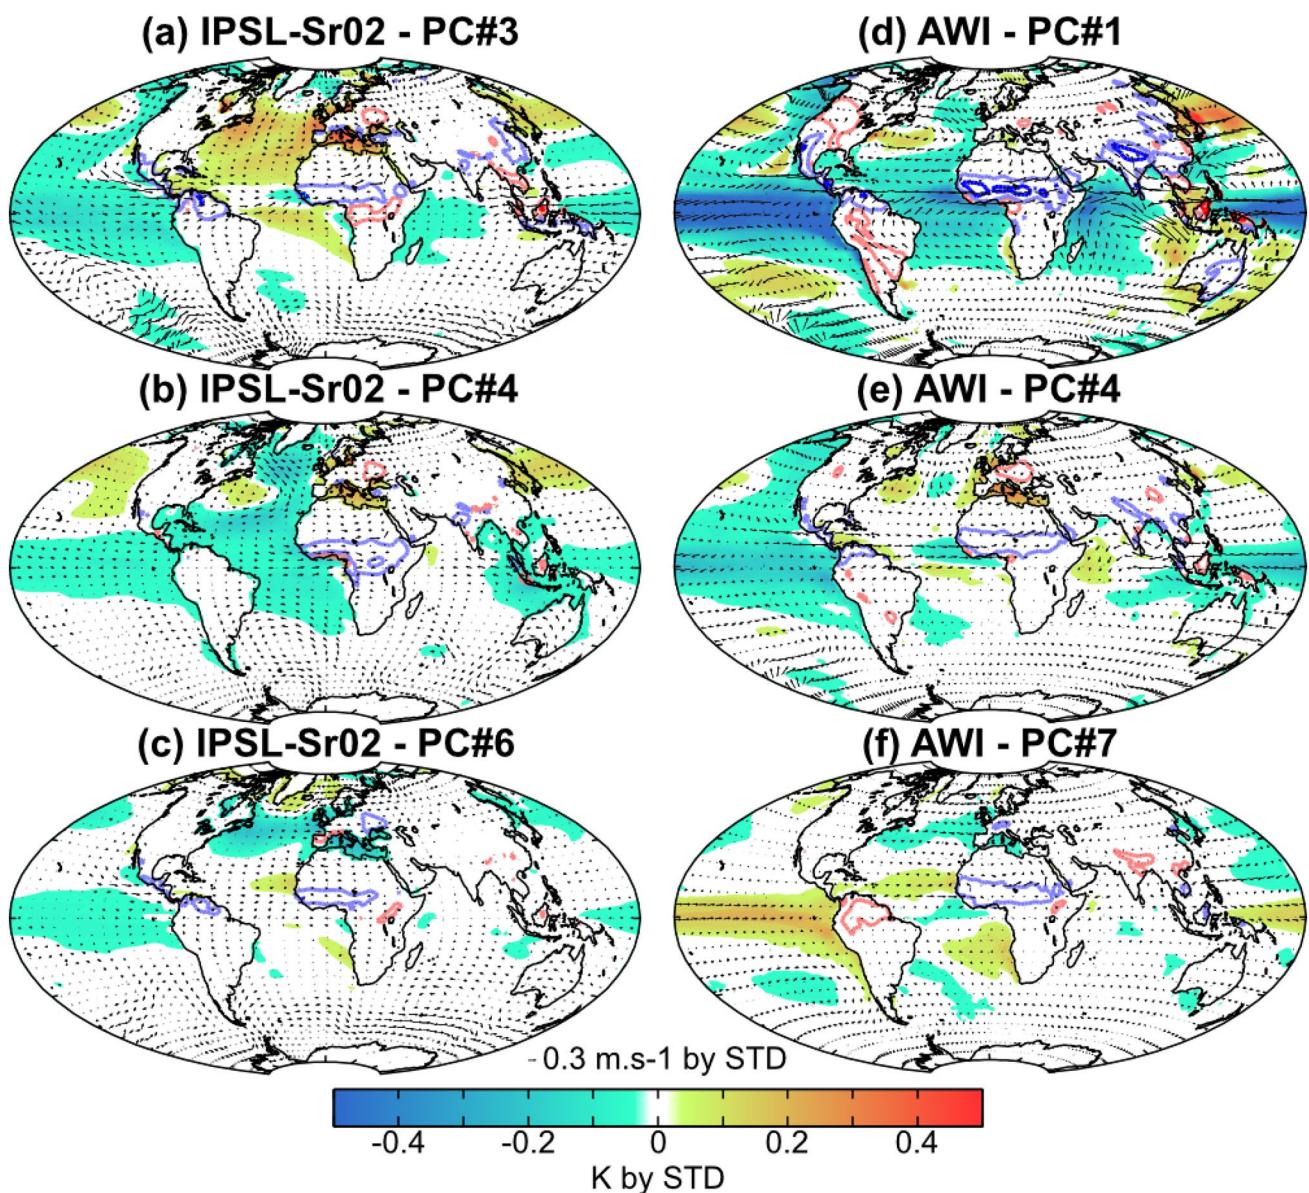 (a) IPSL-Sr02 - PC#3
(d) AWI - PC#1
(b) IPSL-Sr02 - PC#4
(e) AWI - PC#4
(c) IPSL-Sr02 - PC#6
(f) AWI - PC#7
0.3 m.s-1 by STD
-0.4 -0.2 0 0.2 0.4
K by STD